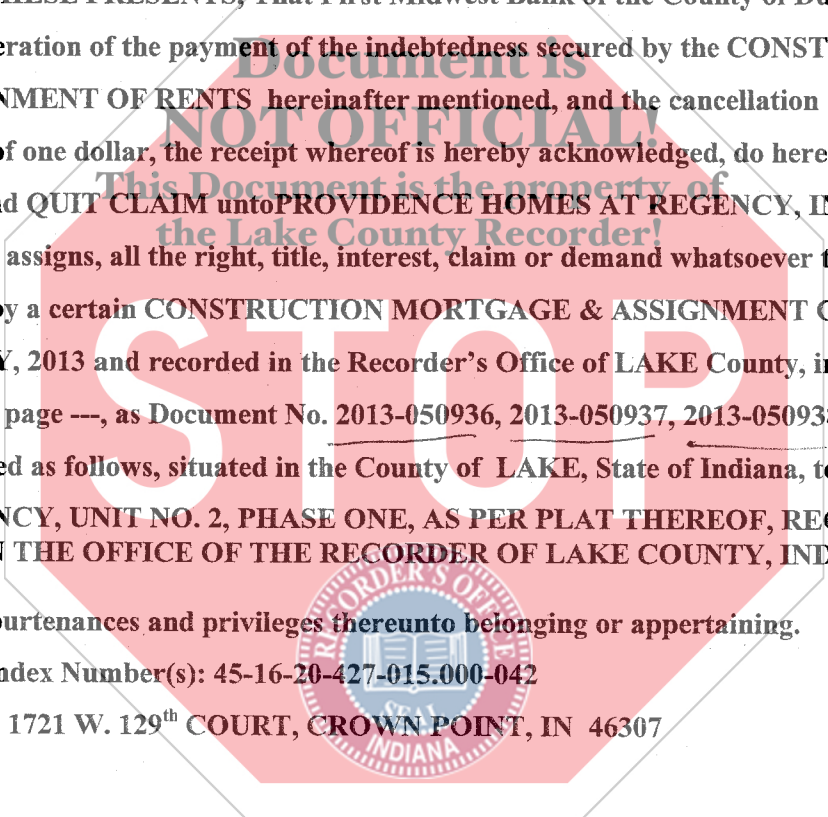 THESE PRESENTS, That First Midwest Bank of the County of Du
eration of the payment of the indebtedness secured by the CONST
Document is
NMENT OF RENTS hereinafter mentioned, and the cancellation
NOT OFFICIAL!
of one dollar, the receipt whereof is hereby acknowledged, do here
This Document is the property of
d QUIT CLAIM untoPROVIDENCE HOMES AT REGENCY, IN
the Lake County Recorder!
assigns, all the right, title, interest, claim or demand whatsoever
by a certain CONSTRUCTION MORTGAGE & ASSIGNMENT
Y, 2013 and recorded in the Recorder's Office of LAKE County, in
page ---, as Document No. 2013-050936, 2013-050937, 2013-05093
STOP
ed as follows, situated in the County of LAKE, State of Indiana, to
NCY, UNIT NO. 2, PHASE ONE, AS PER PLAT THEREOF, REC
N THE OFFICE OF THE RECORDER OF LAKE COUNTY, IND
purtenances and privileges thereunto belonging or appertaining.
ndex Number(s): 45-16-20-427-015.000-042
1721 W. 129th COURT, CROWN POINT, IN 46307
RECORDER'S OFFICE
SEAL
INDIANA